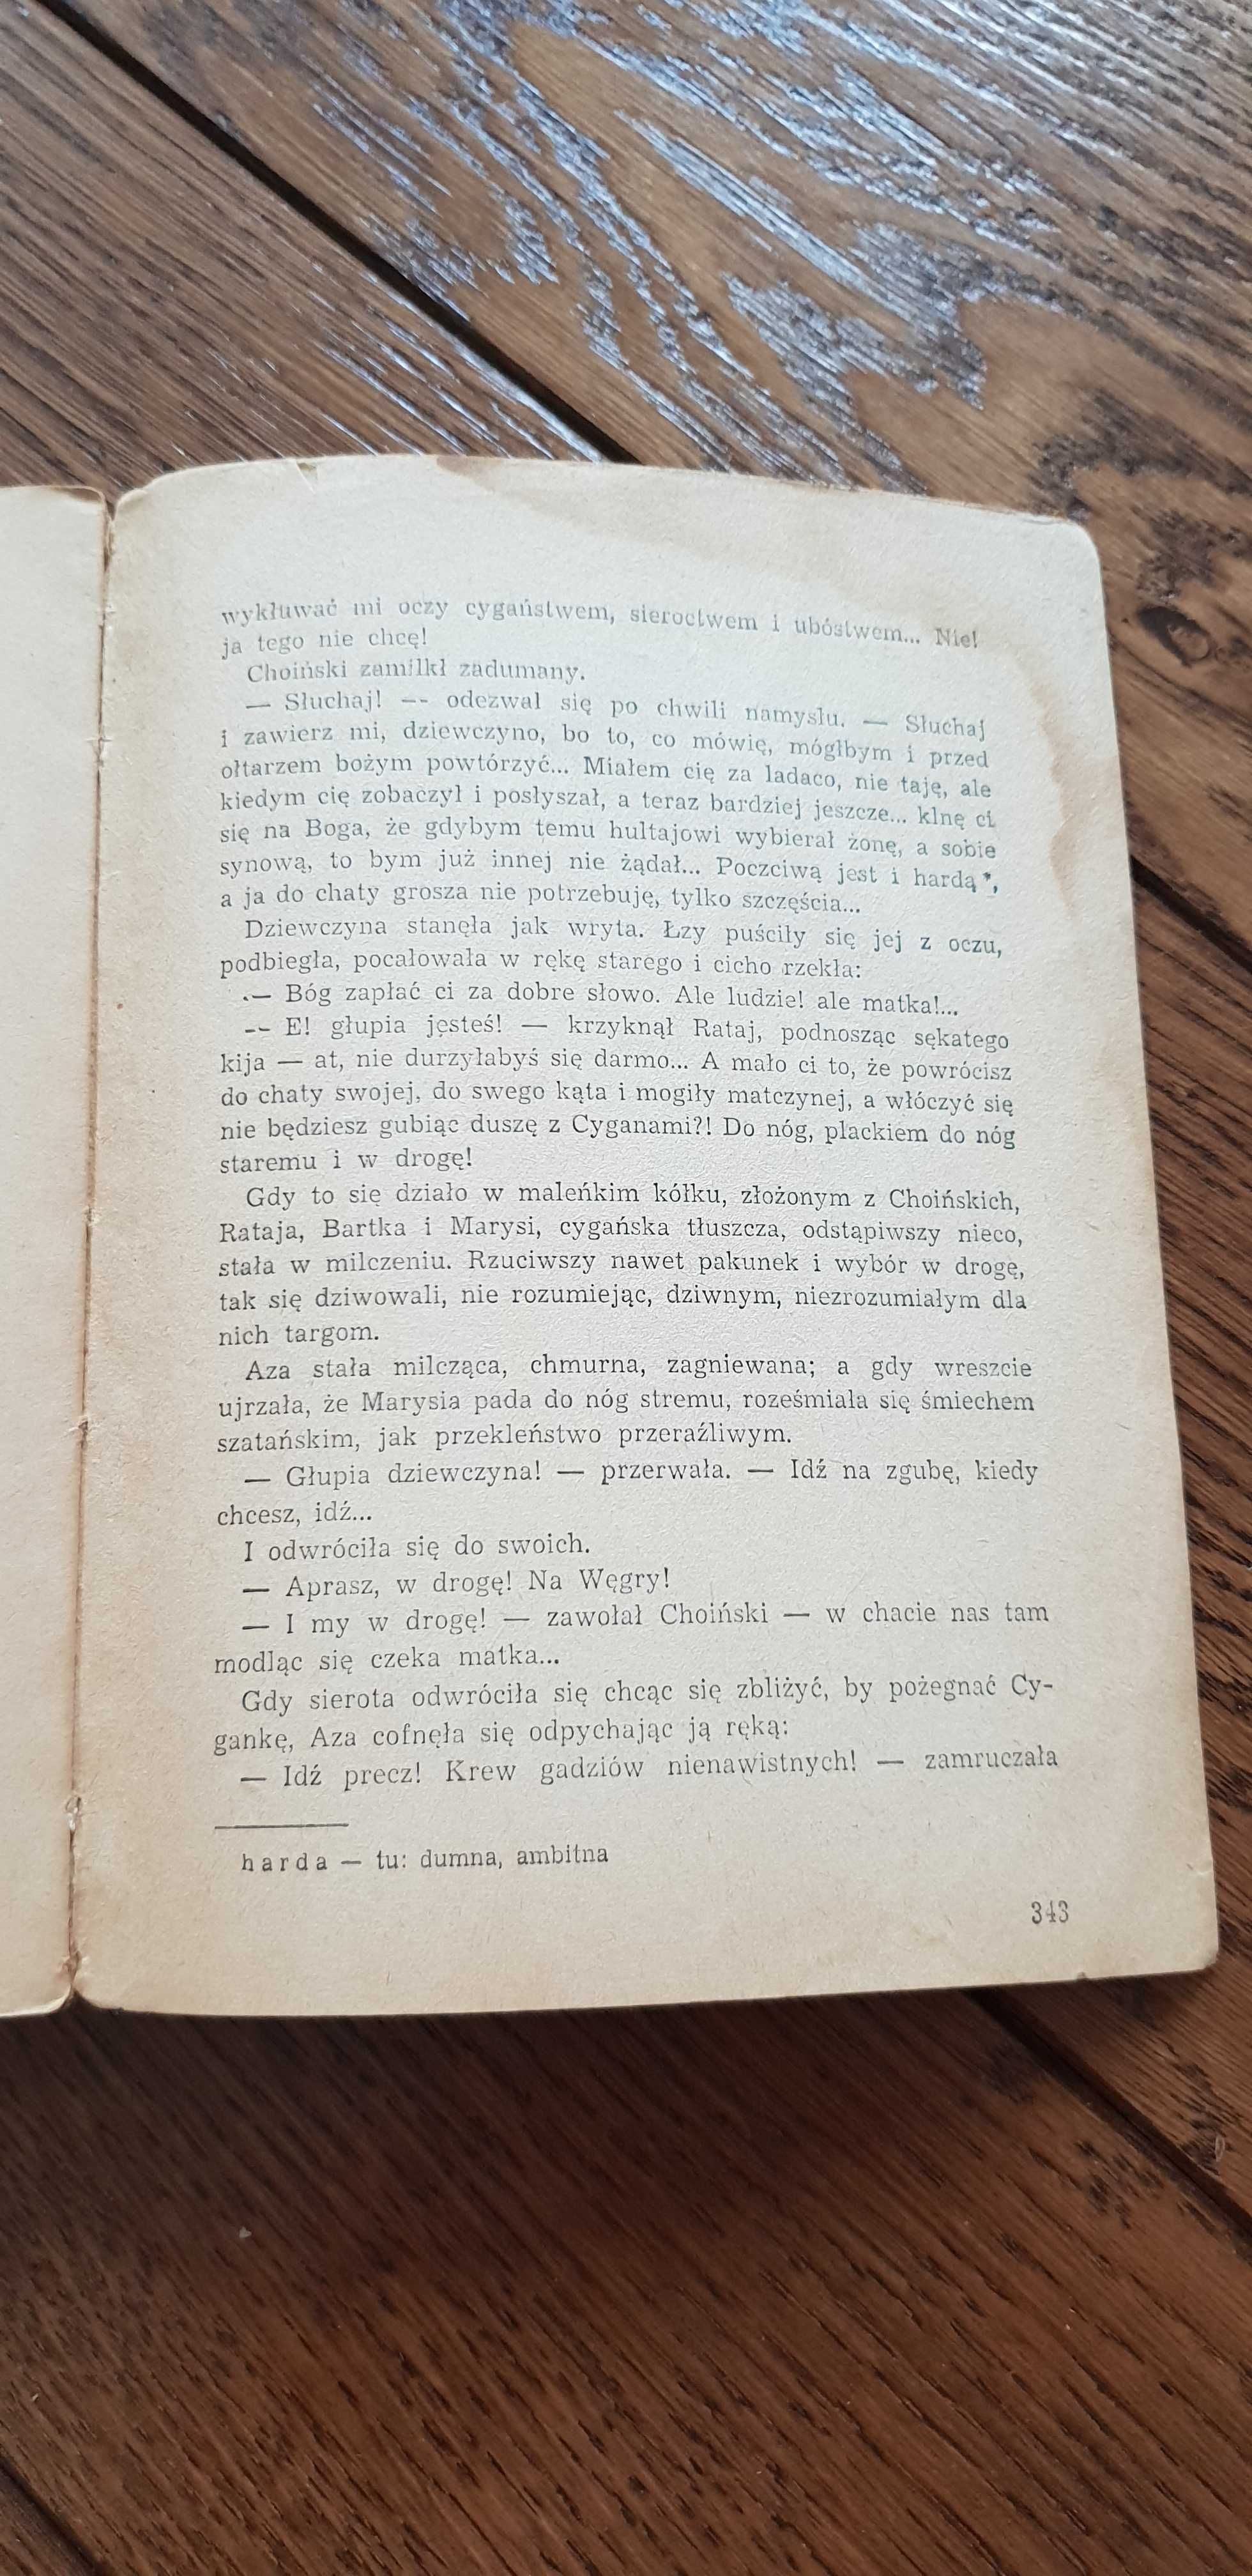 wykłuwać mi oczy cygaństwem, sieroctwem i ubóstwem... Nie!
ja tego nie chcę!
Choiński zamilkł zadumany.
— Słuchaj! -- odezwał się po chwili namysłu. — Słuchaj
i zawierz mi, dziewczyno, bo to, co mówię, mógłbym i przed
ołtarzem bożym powtórzyć... Miałem cię za ladaco, nie taję, ale
kiedym cię zobaczył i posłyszał, a teraz bardziej jeszcze... klnę ci
się na Boga, że gdybym temu hultajowi wybierał żonę, a sobie
synową, to bym już innej nie żądał... Poczciwą jest i hardą*,
a ja do chaty grosza nie potrzebuję, tylko szczęścia...
Dziewczyna stanęła jak wryta. Łzy puściły się jej z oczu,
podbiegła, pocałowała w rękę starego i cicho rzekła:
— Bóg zapłać ci za dobre słowo. Ale ludzie! ale matka!...
-- E! głupia jesteś! — krzyknął Rataj, podnosząc sękatego
kija — at, nie durzyłabyś się darmo... A mało ci to, że powrócisz
do chaty swojej, do swego kąta i mogiły matczynej, a włóczyć się
nie będziesz gubiąc duszę z Cyganami?! Do nóg, plackiem do nóg
staremu i w drogę!
Gdy to się działo w maleńkim kółku, złożonym z Choińskich,
Rataja, Bartka i Marysi, cygańska tłuszcza, odstąpiwszy nieco,
stała w milczeniu. Rzuciwszy nawet pakunek i wybór w drogę,
tak się dziwowali, nie rozumiejąc, dziwnym, niezrozumiałym dla
nich targom.
Aza stała milcząca, chmurna, zagniewana; a gdy wreszcie
ujrzała, że Marysia pada do nóg stremu, roześmiała się śmiechem
szatańskim, jak przekleństwo przeraźliwym.
— Głupia dziewczyna! — przerwała. — Idź na zgubę, kiedy
chcesz, idź...
I odwróciła się do swoich.
— Aprasz, w drogę! Na Węgry!
— I my w drogę! — zawołał Choiński — w chacie nas tam
modląc się czeka matka...
Gdy sierota odwróciła się chcąc się zbliżyć, by pożegnać Cy-
gankę, Aza cofnęła się odpychając ją ręką:
— Idź precz! Krew gadziów nienawistnych! — zamruczała
harda — tu: dumna, ambitna
343